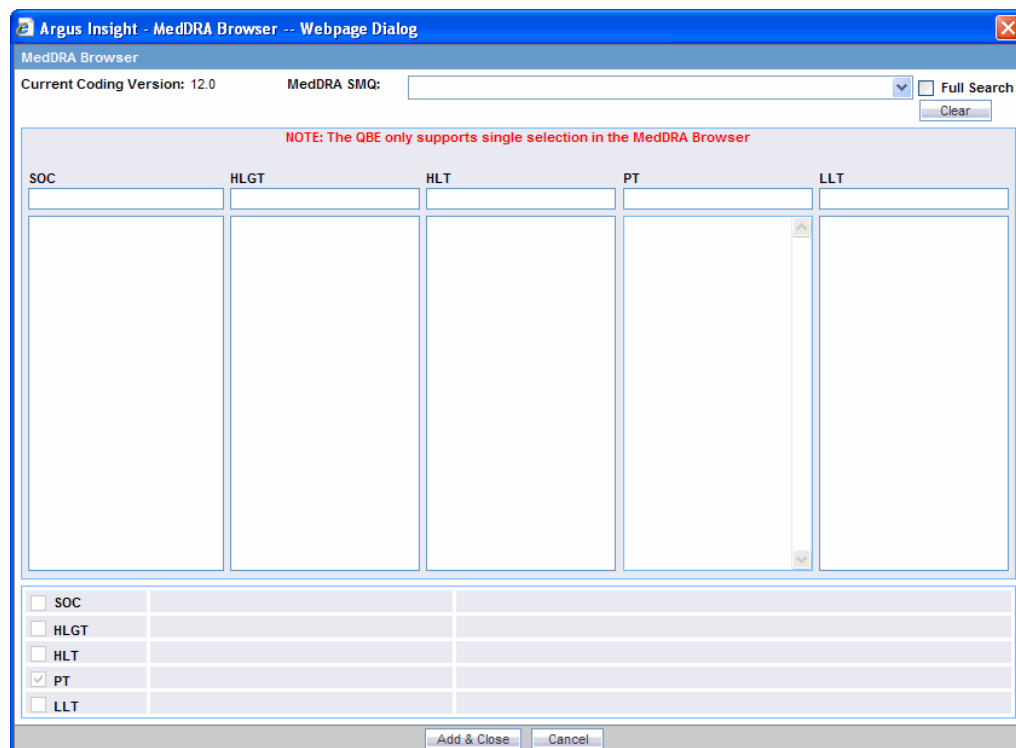 Argus Insight - MedDRA Browser -- Webpage Dialog
MedDRA Browser
Current Coding Version: 12.0 MedDRA SMQ: Full Search
Clear
NOTE: The QBE only supports single selection in the MedDRA Browser
SOC HLGT HLT PT LLT
SOC
HLGT
HLT
PT
LLT
Add & Close Cancel